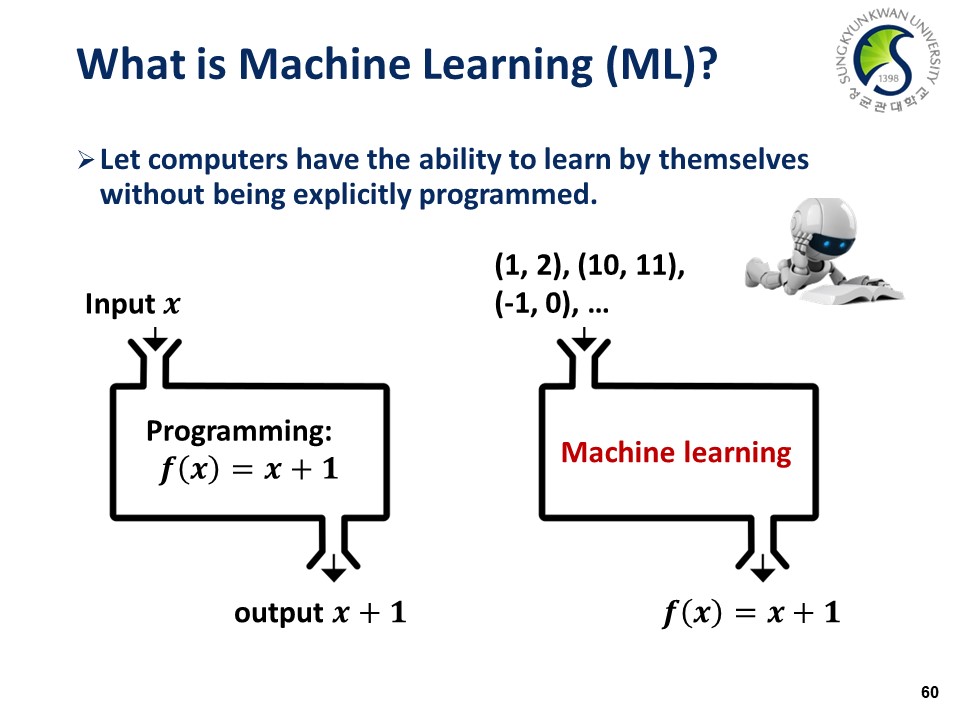 What is Machine Learning (ML)?
SUNGKYUNKWAN UNIVERSITY
1398
성균관대학교
➢ Let computers have the ability to learn by themselves
without being explicitly programmed.
Input 𝒙
(1, 2), (10, 11),
(-1, 0), …
Programming:
𝒇(𝒙) = 𝒙 + 𝟏
Machine learning
output 𝒙 + 𝟏
𝒇(𝒙) = 𝒙 + 𝟏
60